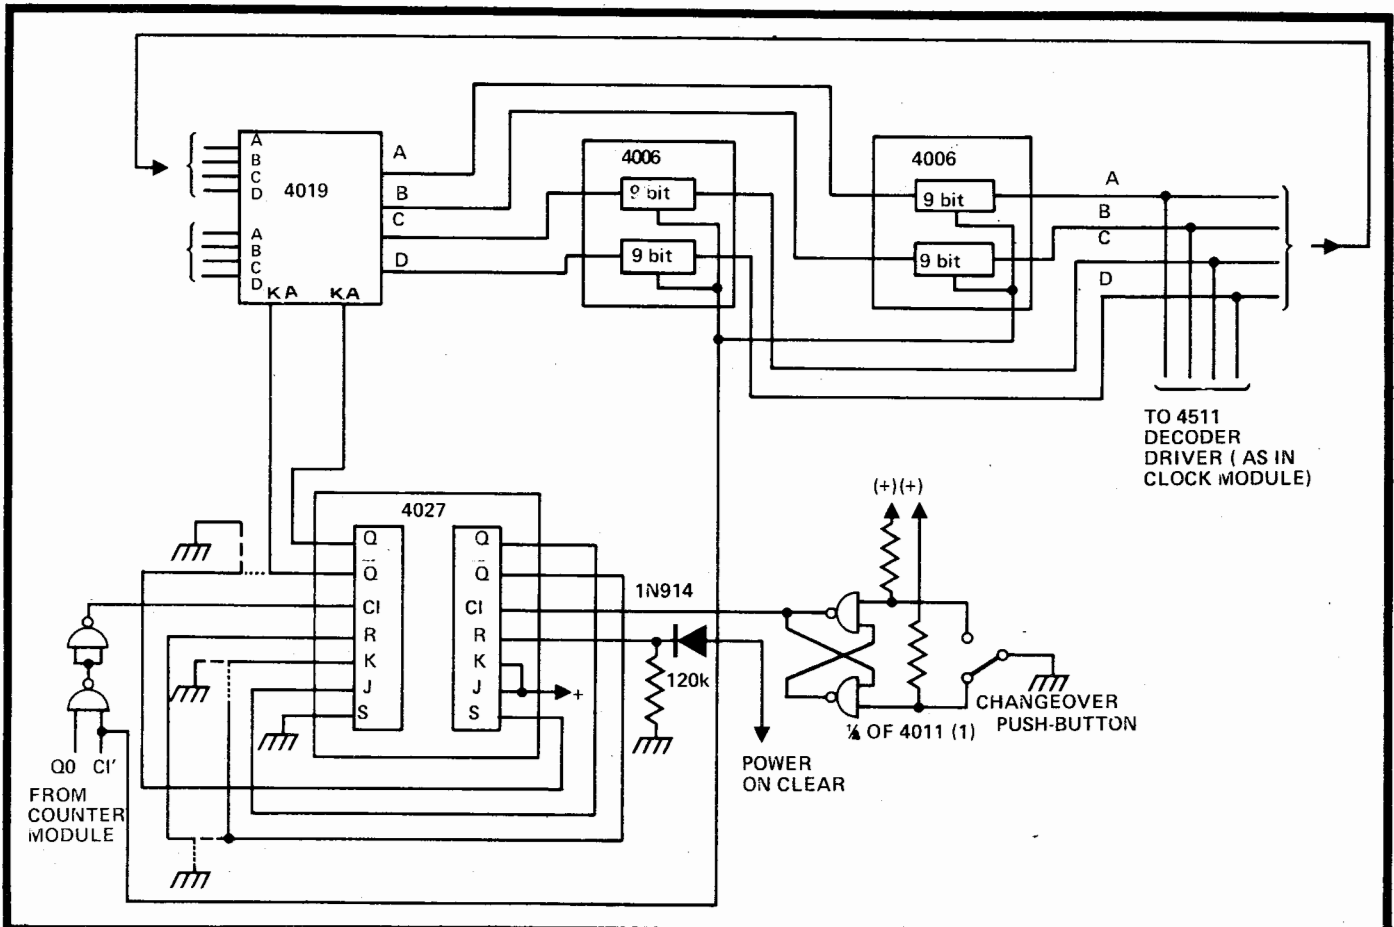 A
B
C
D
4019
A
B
C
D
KA KA
A
B
C
D
4006
9 bit
9 bit
4006
9 bit
9 bit
A
B
C
D
TO 4511
DECODER
DRIVER ( AS IN
CLOCK MODULE)
4027
Q
Q̅
CI
R
K
J
S
Q
Q̅
CI
R
K
J
S
1N914
120k
+
(+)(+)
CHANGEOVER
PUSH-BUTTON
OF 4011 (1)
POWER
ON CLEAR
Q0 CI'
FROM
COUNTER
MODULE